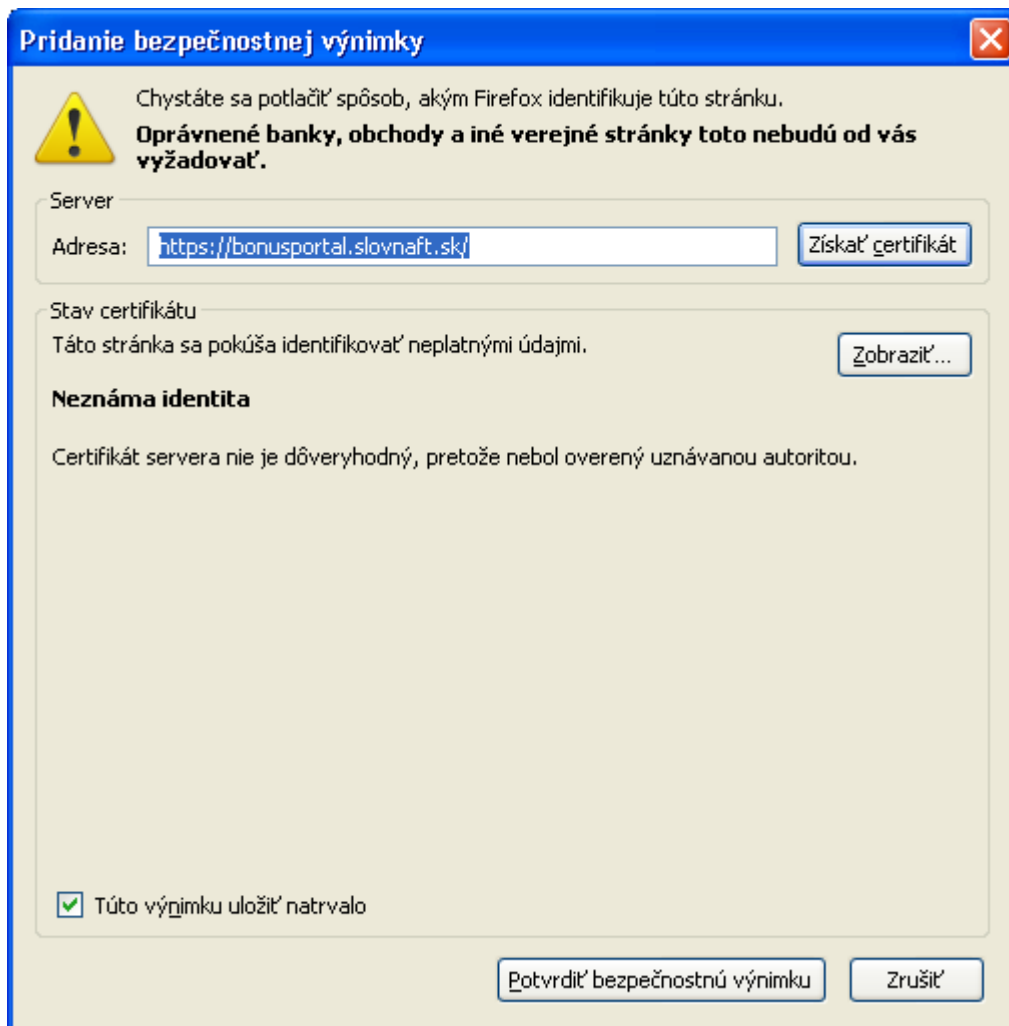 Pridanie bezpečnostnej výnimky
Chystáte sa potlačiť spôsob, akým Firefox identifikuje túto stránku.
Oprávnené banky, obchody a iné verejné stránky toto nebudú od vás
vyžadovať.
Server
Adresa: https://bonusportal.slovnaft.sk/ Získať certifikát
Stav certifikátu
Táto stránka sa pokúša identifikovať neplatnými údajmi.
Zobraziť...
Neznáma identita
Certifikát servera nie je dôveryhodný, pretože nebol overený uznávanou autoritou.
Túto výnimku uložiť natrvalo
Potvrdiť bezpečnostnú výnimku Zrušiť